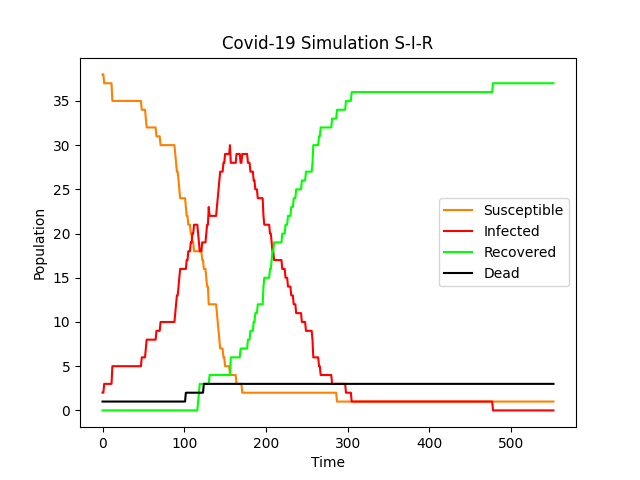 Covid-19 Simulation S-I-R
Population
35
30
25
20
15
10
5
0
Susceptible
Infected
Recovered
Dead
0 100 200 300 400 500
Time